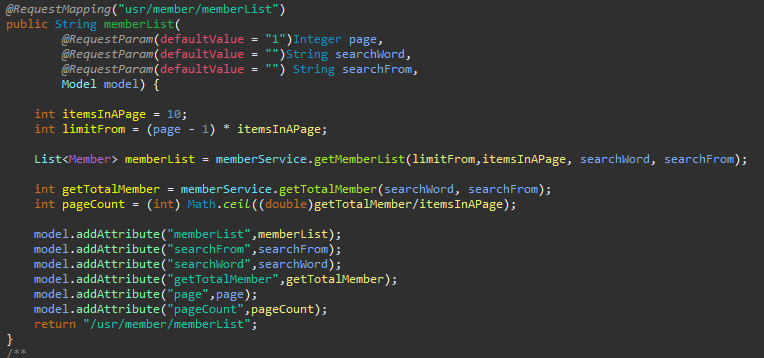 @RequestMapping("usr/member/memberList")
public String memberList(
@RequestParam(defaultValue = "1")Integer page,
@RequestParam(defaultValue = "")String searchWord,
@RequestParam(defaultValue = "") String searchFrom,
Model model) {
int itemsInAPage = 10;
int limitFrom = (page - 1) * itemsInAPage;
List<Member> memberList = memberService.getMemberList(limitFrom,itemsInAPage, searchWord, searchFrom);
int getTotalMember = memberService.getTotalMember(searchWord, searchFrom);
int pageCount = (int) Math.ceil((double)getTotalMember/itemsInAPage);
model.addAttribute("memberList",memberList);
model.addAttribute("searchFrom",searchFrom);
model.addAttribute("searchWord",searchWord);
model.addAttribute("getTotalMember",getTotalMember);
model.addAttribute("page",page);
model.addAttribute("pageCount",pageCount);
return "/usr/member/memberList";
}
/**